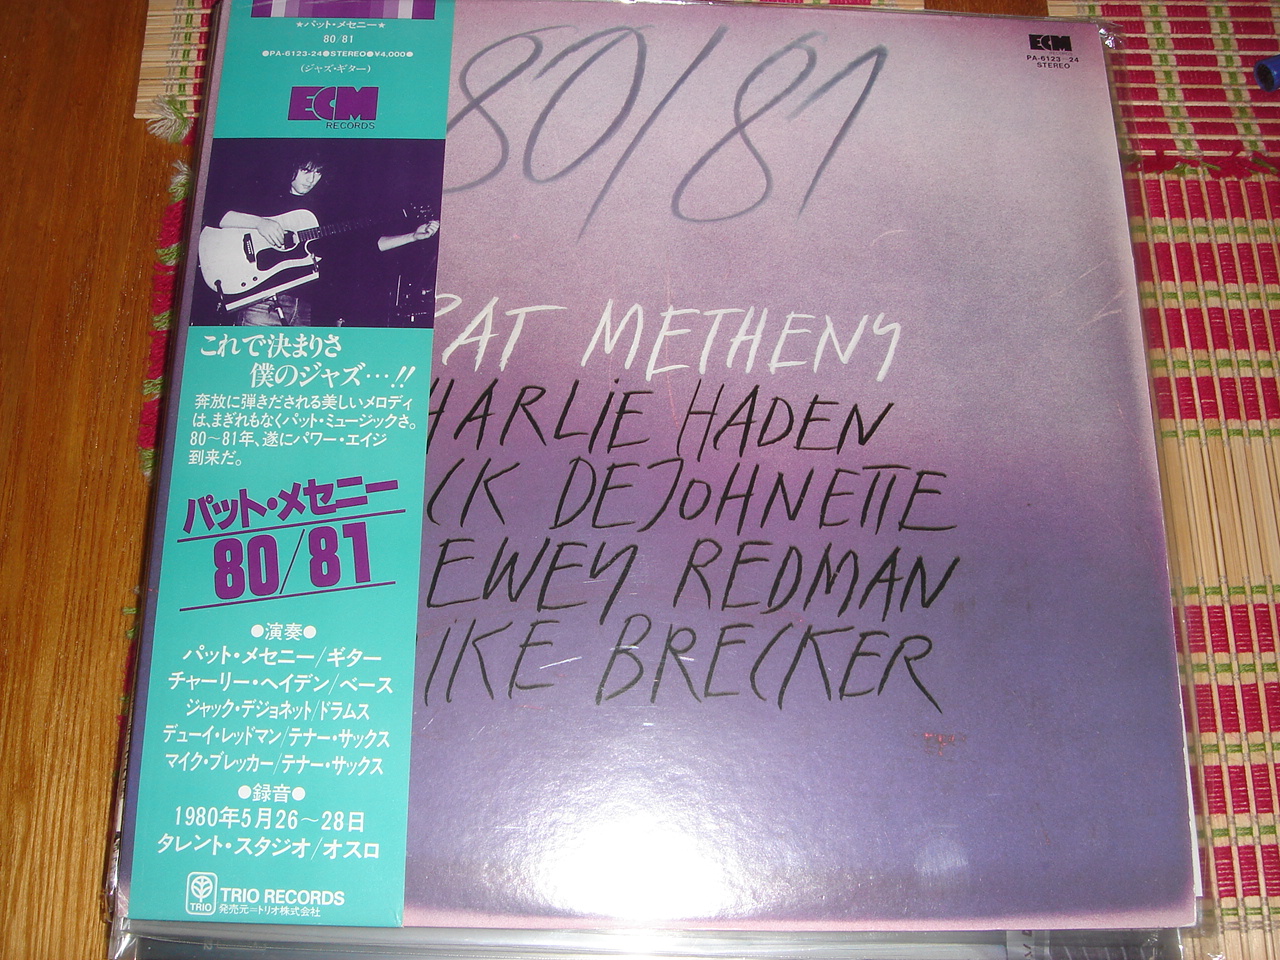 ★パット・メセニー★
80/81
●PA-6123-24●STEREO●¥4,000●
(ジャズ・ギター)
ECM
RECORDS
これで決まりさ
僕のジャズ…!!
奔放に弾きだされる美しいメロディ
は、まぎれもなくパット・ミュージックさ。
80〜81年、遂にパワー・エイジ
到来だ。
パット・メセニー
80/81
●演奏●
パット・メセニー/ギター
チャーリー・ヘイデン/ベース
ジャック・デジョネット/ドラムス
デューイ・レッドマン/テナー・サックス
マイク・ブレッカー/テナー・サックス
●録音●
1980年5月26〜28日
タレント・スタジオ/オスロ
TRIO
TRIO RECORDS
発売元=トリオ株式会社
80/81
ECM
RECORDS
PA-6123〜24
STEREO
PAT METHENY
HARLIE HADEN
CK DEJOHNETTE
EWEY REDMAN
IKE BRECKER